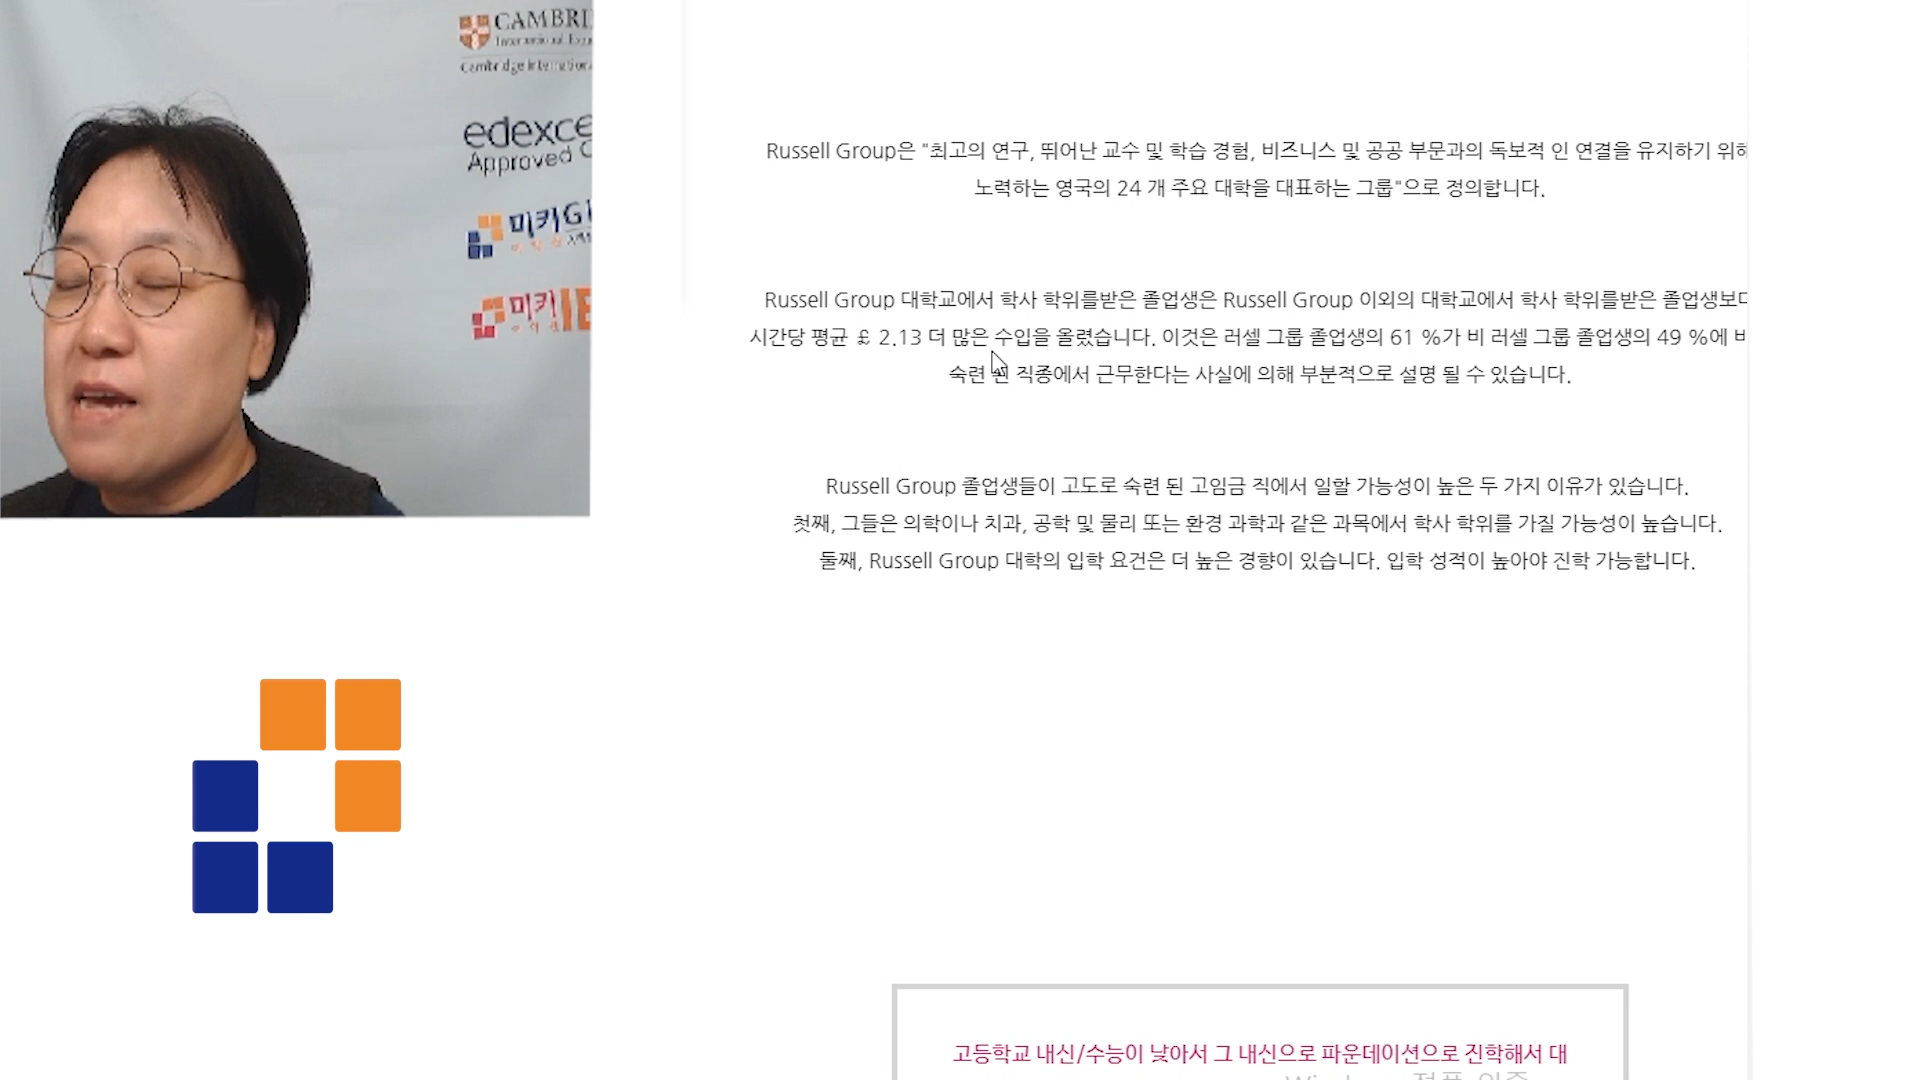 CAMBRI
Cambridge Internation
edexce
Approved C
미키
미키IE
Russell Group은 "최고의 연구, 뛰어난 교수 및 학습 경험, 비즈니스 및 공공 부문과의 독보적 인 연결을 유지하기 위해
노력하는 영국의 24 개 주요 대학을 대표하는 그룹"으로 정의합니다.
Russell Group 대학교에서 학사 학위를받은 졸업생은 Russell Group 이외의 대학교에서 학사 학위를받은 졸업생보다
시간당 평균 £ 2.13 더 많은 수입을 올렸습니다. 이것은 러셀 그룹 졸업생의 61 %가 비 러셀 그룹 졸업생의 49 %에 비
숙련 된 직종에서 근무한다는 사실에 의해 부분적으로 설명 될 수 있습니다.
Russell Group 졸업생들이 고도로 숙련 된 고임금 직에서 일할 가능성이 높은 두 가지 이유가 있습니다.
첫째, 그들은 의학이나 치과, 공학 및 물리 또는 환경 과학과 같은 과목에서 학사 학위를 가질 가능성이 높습니다.
둘째, Russell Group 대학의 입학 요건은 더 높은 경향이 있습니다. 입학 성적이 높아야 진학 가능합니다.
고등학교 내신/수능이 낮아서 그 내신으로 파운데이션으로 진학해서 대